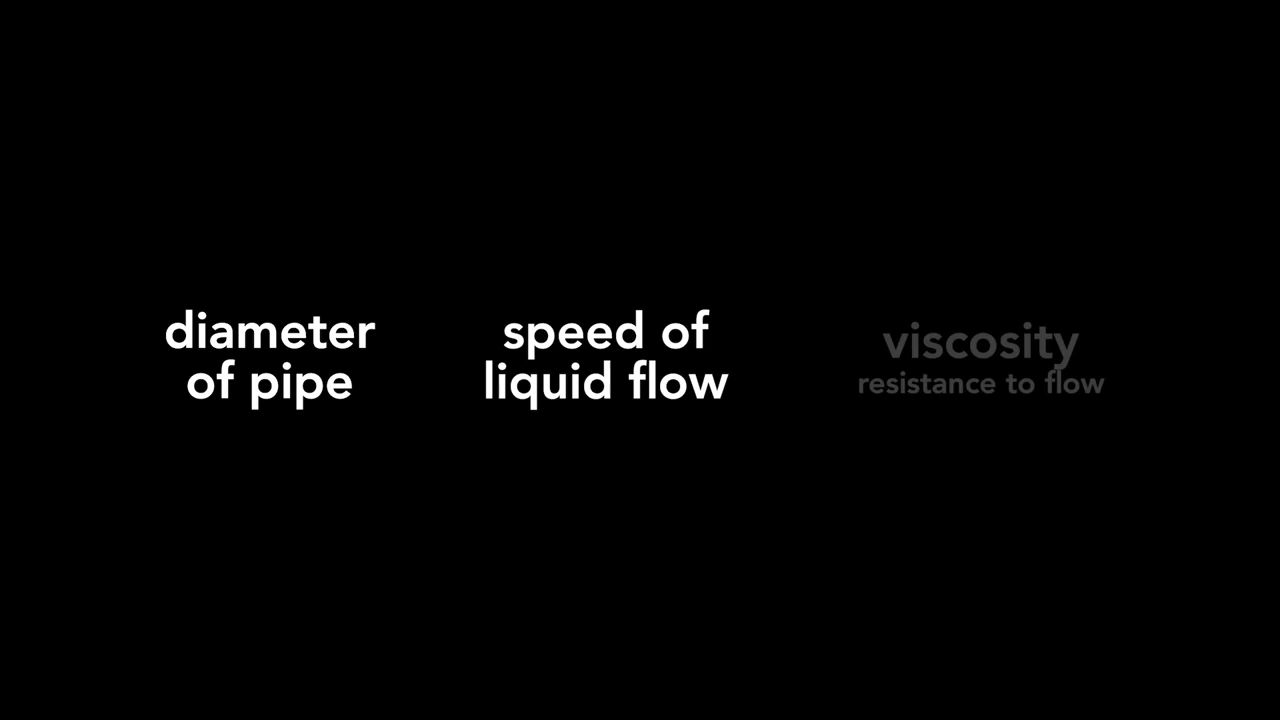 diameter
of pipe
speed of
liquid flow
viscosity
resistance to flow